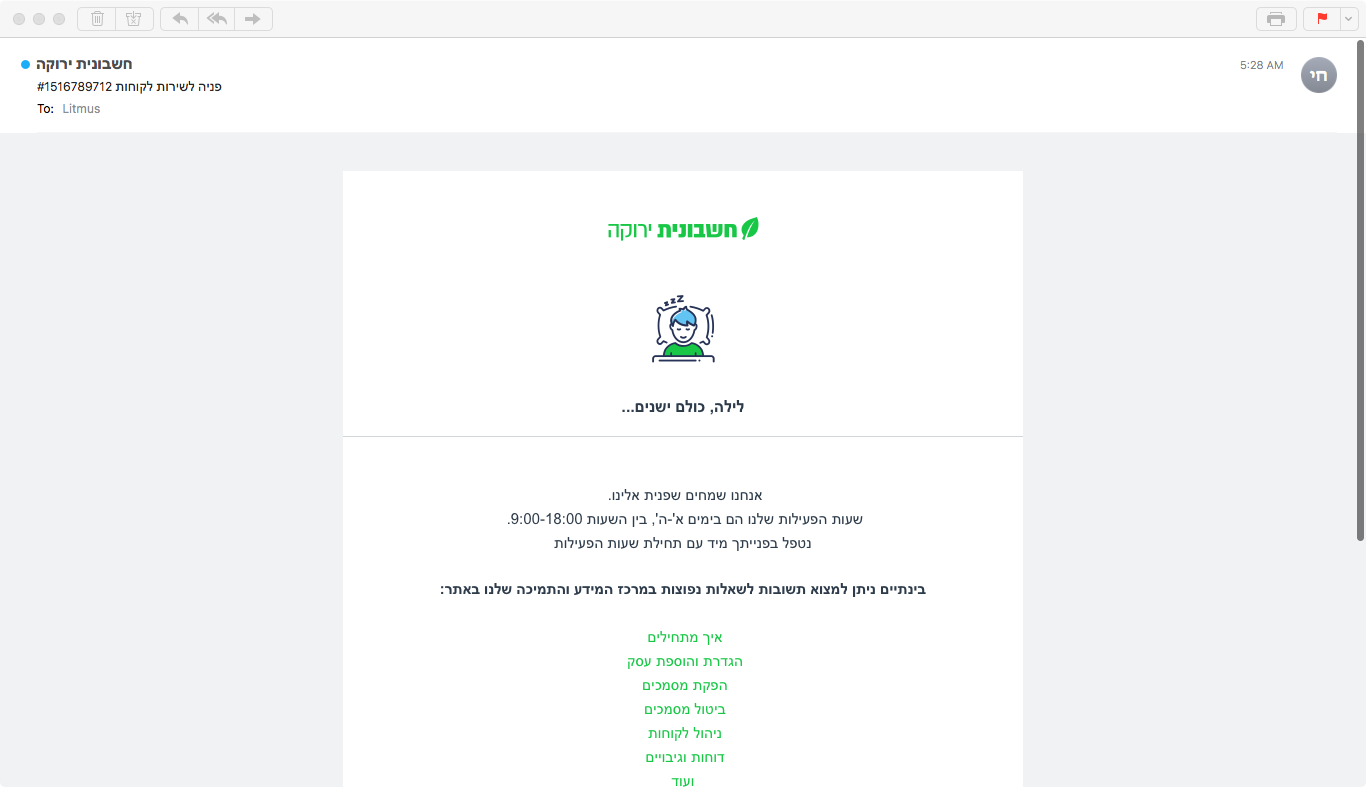 חשבונית ירוקה
5:28 AM
חי
פניה לשירות לקוחות 1516789712#
To: Litmus
חשבונית ירוקה
zzZ
לילה, כולם ישנים...
אנחנו שמחים שפנית אלינו.
שעות הפעילות שלנו הם בימים א'-ה', בין השעות 9:00-18:00.
נטפל בפנייתך מיד עם תחילת שעות הפעילות
בינתיים ניתן למצוא תשובות לשאלות נפוצות במרכז המידע והתמיכה שלנו באתר:
איך מתחילים
הגדרת והוספת עסק
הפקת מסמכים
ביטול מסמכים
ניהול לקוחות
דוחות וגיבויים
ועוד